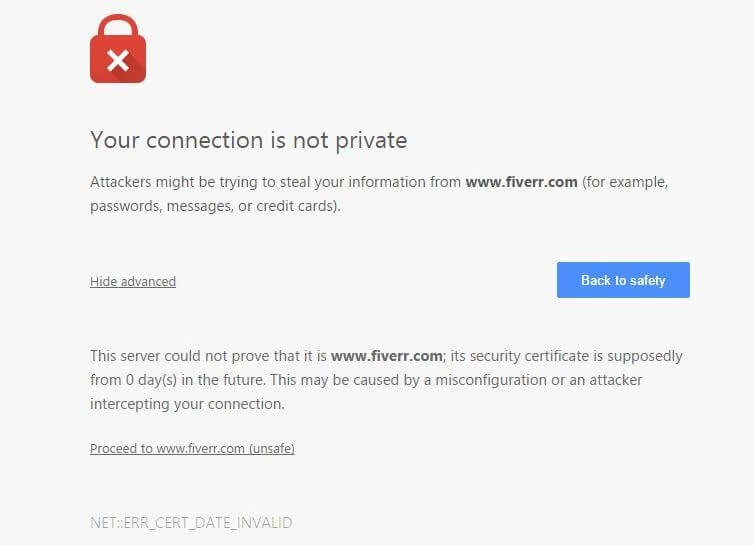 Your connection is not private
Attackers might be trying to steal your information from www.fiverr.com (for example,
passwords, messages, or credit cards).
Hide advanced
Back to safety
This server could not prove that it is www.fiverr.com; its security certificate is supposedly
from 0 day(s) in the future. This may be caused by a misconfiguration or an attacker
intercepting your connection.
Proceed to www.fiverr.com (unsafe)
NET::ERR_CERT_DATE_INVALID